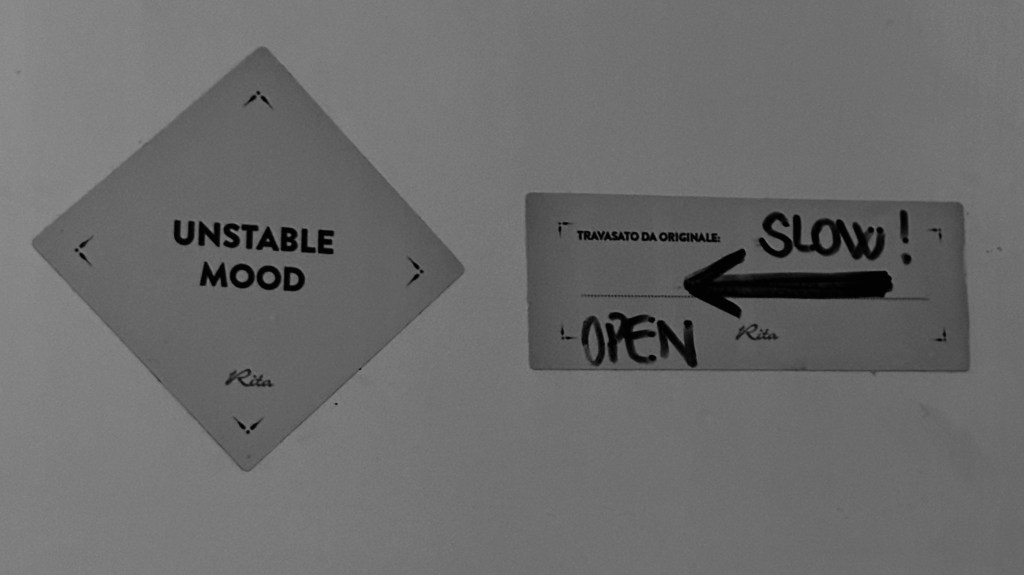 UNSTABLE
MOOD
Rita
TRAVASATO DA ORIGINALE:
SLOW!
OPEN
Rita